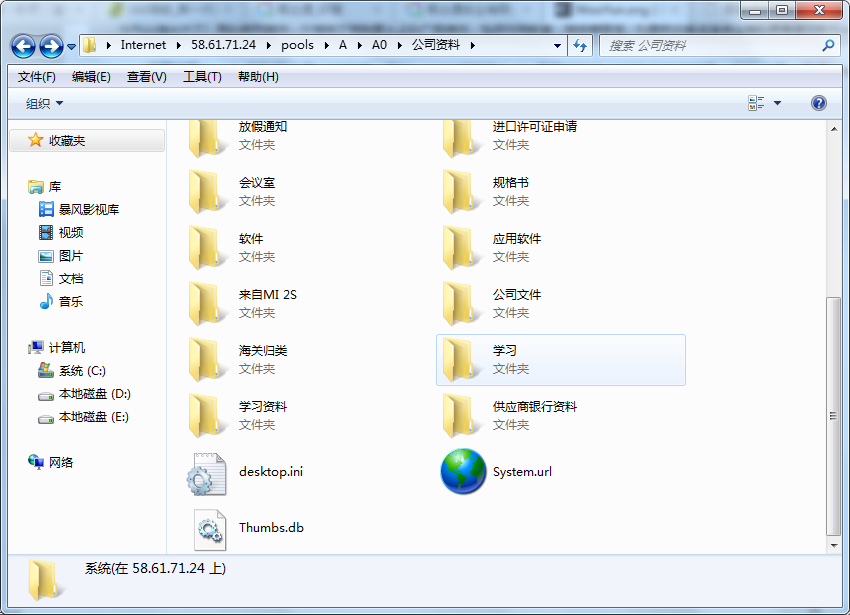 Internet 58.61.71.24 pools A A0 公司资料
搜索 公司资料
文件(F) 编辑(E) 查看(V) 工具(T) 帮助(H)
组织
收藏夹
库
暴风影视库
视频
图片
文档
音乐
计算机
系统 (C:)
本地磁盘 (D:)
本地磁盘 (E:)
网络
放假通知
文件夹
进口许可证申请
文件夹
会议室
文件夹
规格书
文件夹
软件
文件夹
应用软件
文件夹
来自MI 2S
文件夹
公司文件
文件夹
海关归类
文件夹
学习
文件夹
学习资料
文件夹
供应商银行资料
文件夹
desktop.ini
System.url
Thumbs.db
系统(在 58.61.71.24 上)